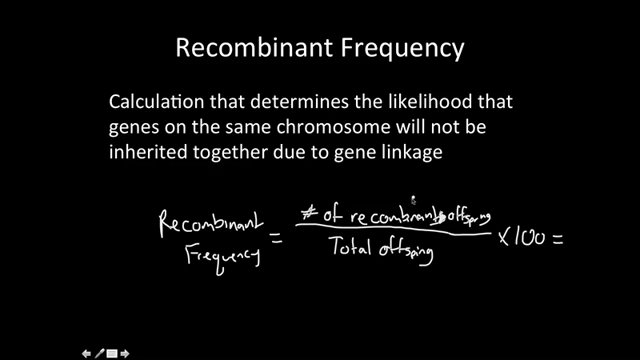 Recombinant Frequency
Calculation that determines the likelihood that
genes on the same chromosome will not be
inherited together due to gene linkage
# of recombinant offspring
Recombinant Frequency = × 100 =
Total offspring